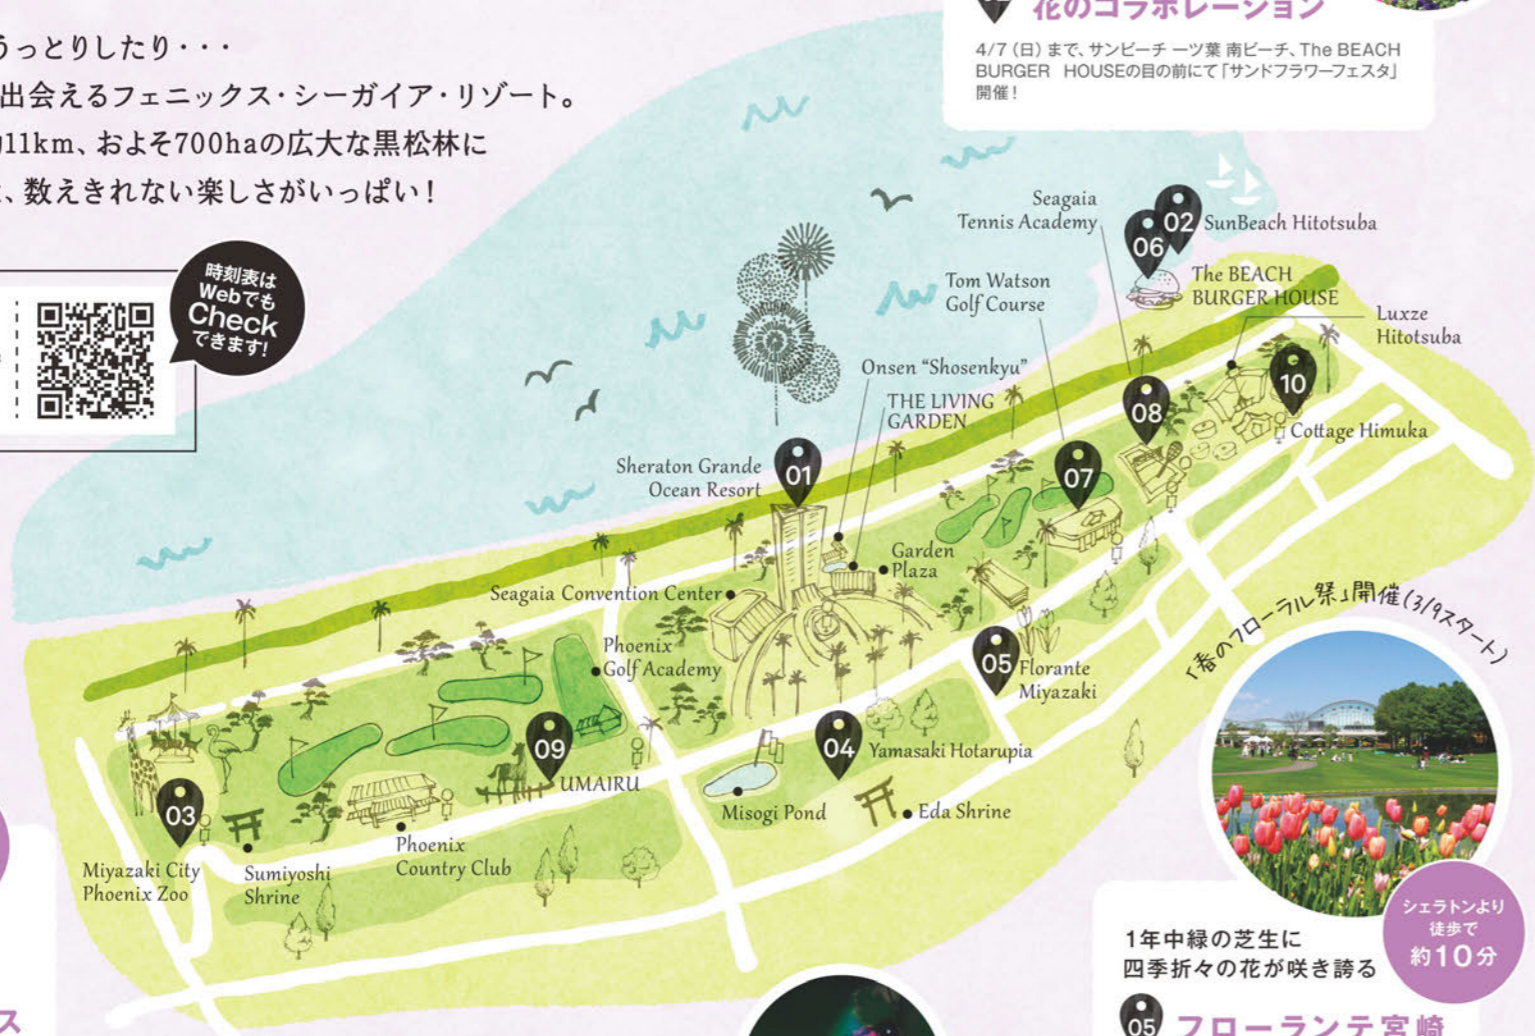 うっとりしたり・・・
出会えるフェニックス・シーガイア・リゾート。
11km、およそ700haの広大な黒松林に
、数えきれない楽しさがいっぱい！
時刻表は
Webでも
Check
できます!
花のコラボレーション
4/7（日）まで、サンビーチ 一ツ葉 南ビーチ、The BEACH
BURGER HOUSEの目の前にて「サンドフラワーフェスタ」
開催！
Seagaia
Tennis Academy
02
06
SunBeach Hitotsuba
The BEACH
BURGER HOUSE
Tom Watson
Golf Course
Luxze
Hitotsuba
Onsen “Shosenkyu”
THE LIVING
GARDEN
10
08
Cottage Himuka
Sheraton Grande
Ocean Resort
01
07
Garden
Plaza
Seagaia Convention Center
Phoenix
Golf Academy
05
Florante
Miyazaki
09
UMAIRU
04
Yamasaki Hotarupia
Misogi Pond
Eda Shrine
03
Miyazaki City
Phoenix Zoo
Sumiyoshi
Shrine
Phoenix
Country Club
「春のフローラル祭」開催(3/9スタート)
シェラトンより
徒歩で
約10分
1年中緑の芝生に
四季折々の花が咲き誇る
05 フローランテ宮崎
ス